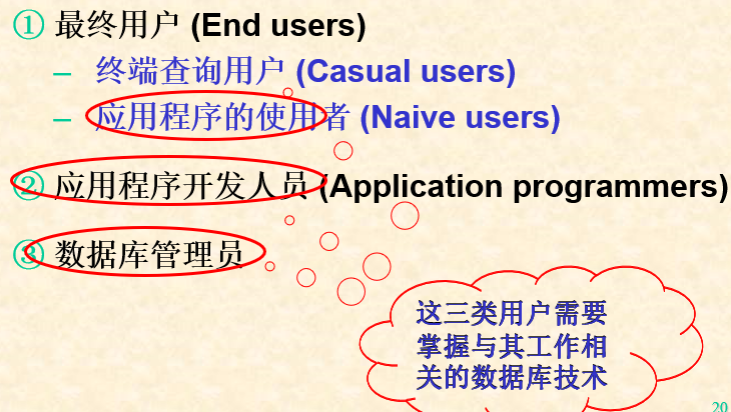 ① 最终用户 (End users)
– 终端查询用户 (Casual users)
– 应用程序的使用者 (Naive users)
② 应用程序开发人员 (Application programmers)
③ 数据库管理员
这三类用户需要
掌握与其工作相
关的数据库技术
20